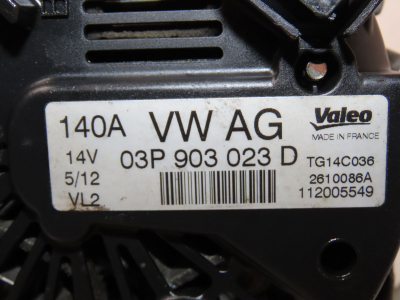 140A VW AG Valeo
MADE IN FRANCE
14V 03P 903 023 D TG14C036
5/12 2610086A
VL2 112005549